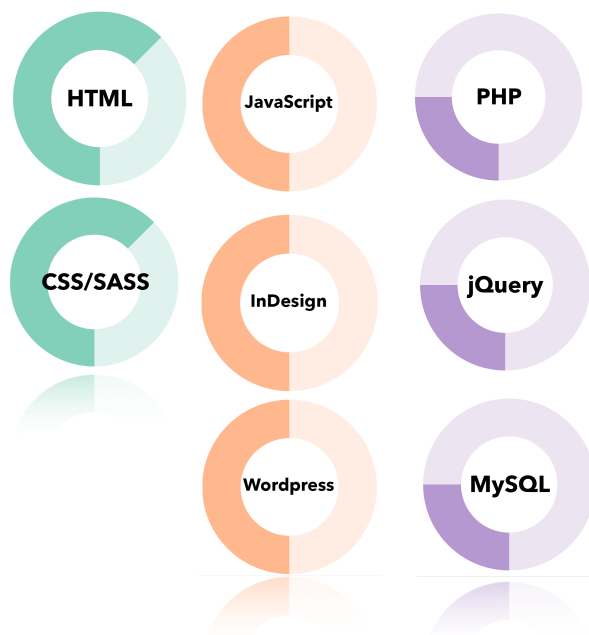 HTML
JavaScript
PHP
CSS/SASS
InDesign
jQuery
Wordpress
MySQL